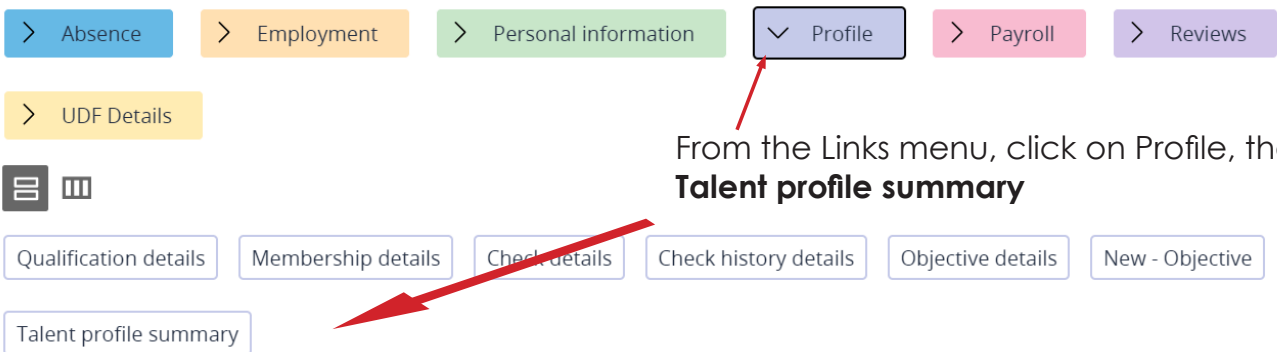 Absence Employment Personal information Profile Payroll Reviews
UDF Details
From the Links menu, click on Profile,
Talent profile summary
Qualification details Membership details Check details Check history details Objective details New - Objective
Talent profile summary